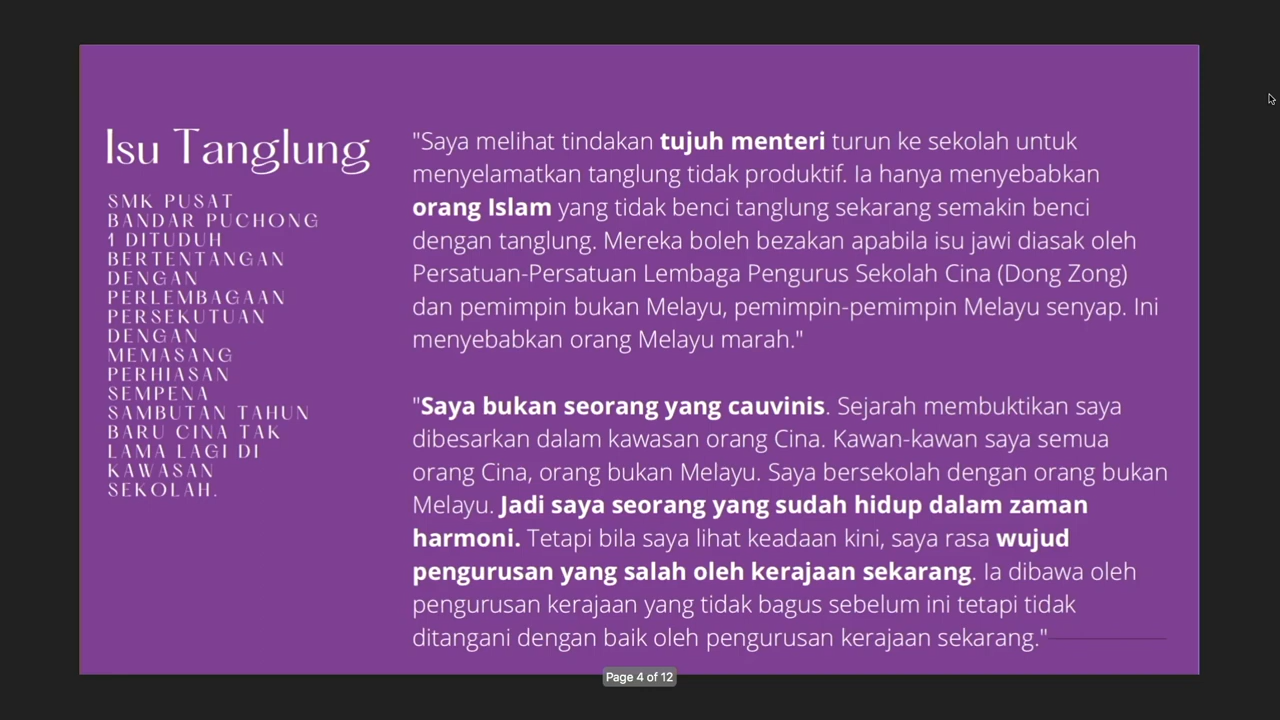 Isu Tanglung
SMK PUSAT
BANDAR PUCHONG
1 DITUDUH
BERTENTANGAN
DENGAN
PERLEMBAGAAN
PERSEKUTUAN
DENGAN
MEMASANG
PERHIASAN
SEMPENA
SAMBUTAN TAHUN
BARU CINA TAK
LAMA LAGI DI
KAWASAN
SEKOLAH.
"Saya melihat tindakan tujuh menteri turun ke sekolah untuk
menyelamatkan tanglung tidak produktif. Ia hanya menyebabkan
orang Islam yang tidak benci tanglung sekarang semakin benci
dengan tanglung. Mereka boleh bezakan apabila isu jawi diasak oleh
Persatuan-Persatuan Lembaga Pengurus Sekolah Cina (Dong Zong)
dan pemimpin bukan Melayu, pemimpin-pemimpin Melayu senyap. Ini
menyebabkan orang Melayu marah."
"Saya bukan seorang yang cauvinis. Sejarah membuktikan saya
dibesarkan dalam kawasan orang Cina. Kawan-kawan saya semua
orang Cina, orang bukan Melayu. Saya bersekolah dengan orang bukan
Melayu. Jadi saya seorang yang sudah hidup dalam zaman
harmoni. Tetapi bila saya lihat keadaan kini, saya rasa wujud
pengurusan yang salah oleh kerajaan sekarang. Ia dibawa oleh
pengurusan kerajaan yang tidak bagus sebelum ini tetapi tidak
ditangani dengan baik oleh pengurusan kerajaan sekarang."
Page 4 of 12